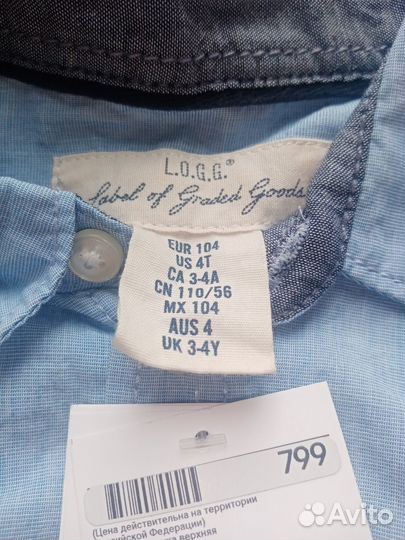 L.O.G.G.®
Label of Graded Goods
EUR 104
US 4T
CA 3-4A
CN 110/56
MX 104
AUS 4
UK 3-4Y
799
(Цена действительна на территории
Федерации)
верхняя
Avito